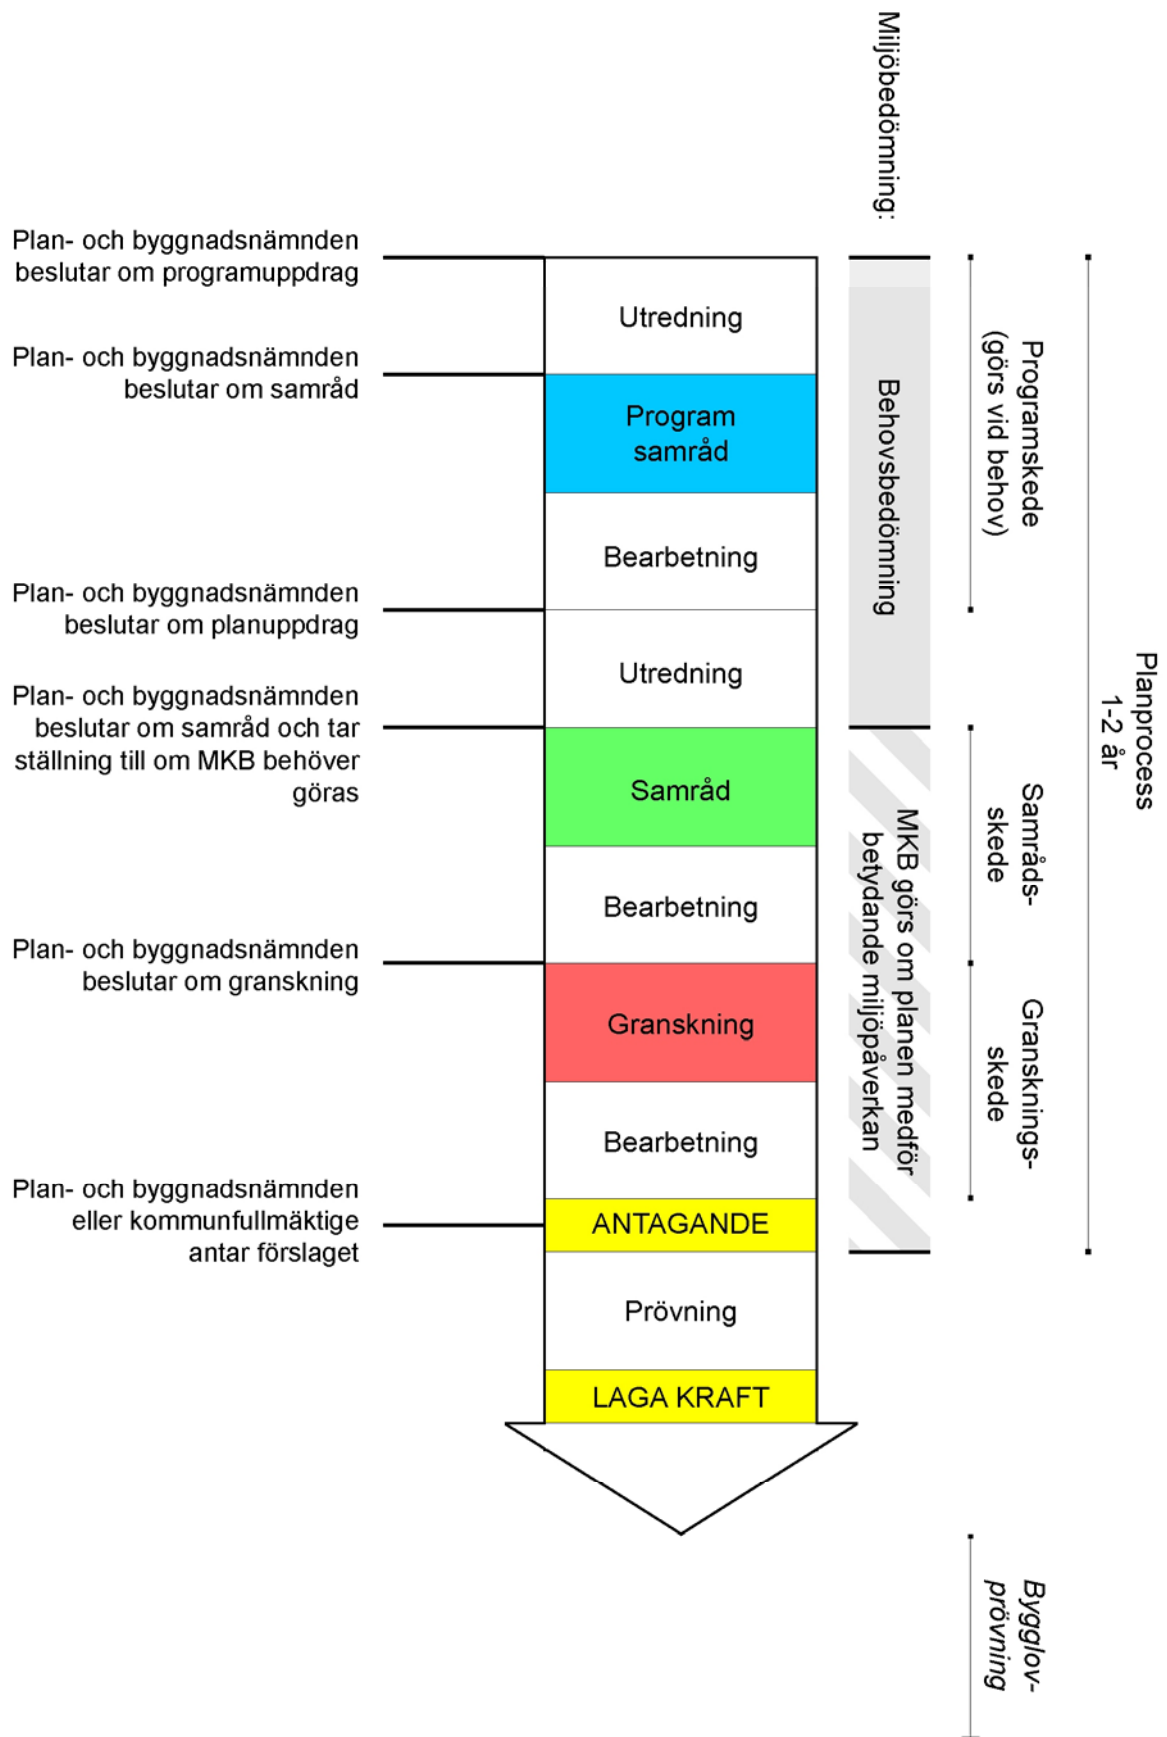 Miljöbedömning:
Plan- och byggnadsnämnden
beslutar om programuppdrag
Plan- och byggnadsnämnden
beslutar om samråd
Plan- och byggnadsnämnden
beslutar om planuppdrag
Plan- och byggnadsnämnden
beslutar om samråd och tar
ställning till om MKB behöver
göras
Plan- och byggnadsnämnden
beslutar om granskning
Plan- och byggnadsnämnden
eller kommunfullmäktige
antar förslaget
Utredning
Program
samråd
Bearbetning
Utredning
Samråd
Bearbetning
Granskning
Bearbetning
ANTAGANDE
Prövning
LAGA KRAFT
Behovsbedömning
MKB görs om planen medför
betydande miljöpåverkan
Programskede
(görs vid behov)
Samråds-
skede
Gransknings-
skede
Bygglov-
prövning
Planprocess
1-2 år